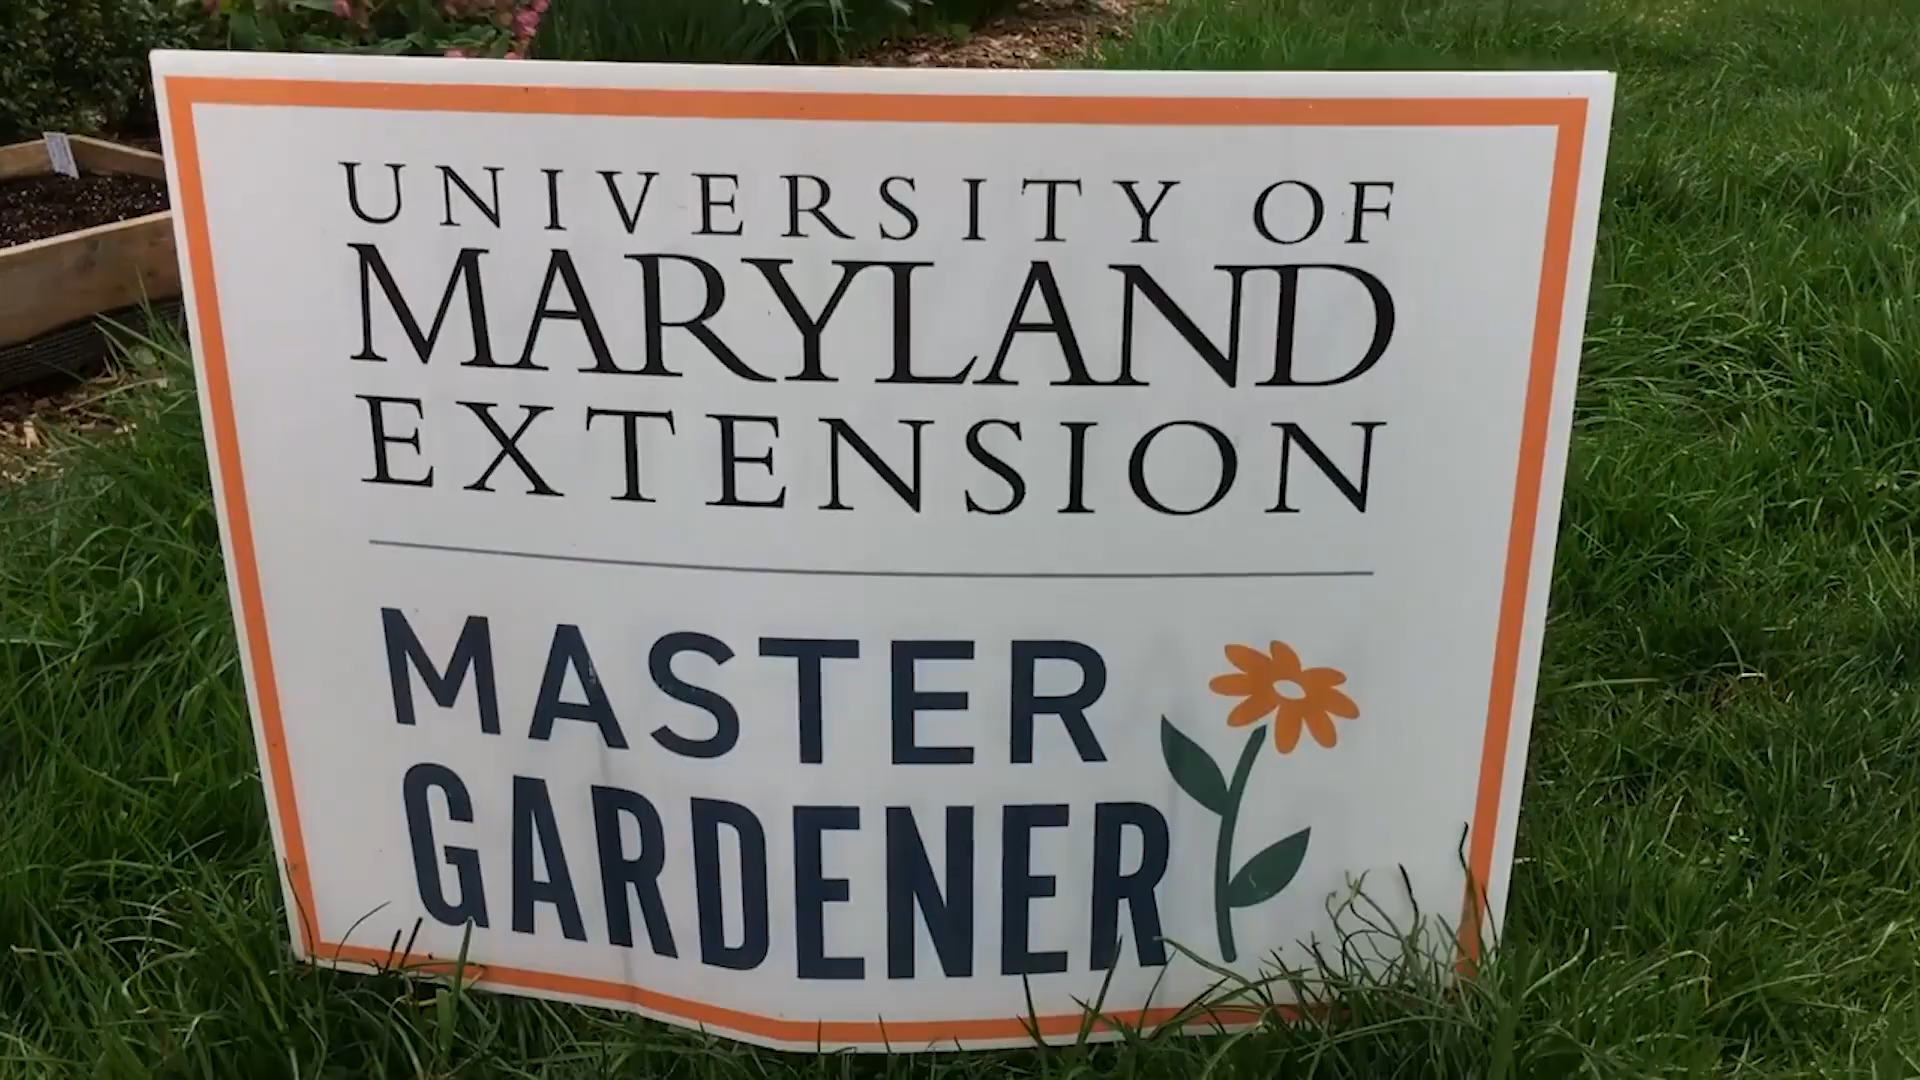 UNIVERSITY OF
MARYLAND
EXTENSION
MASTER
GARDENER